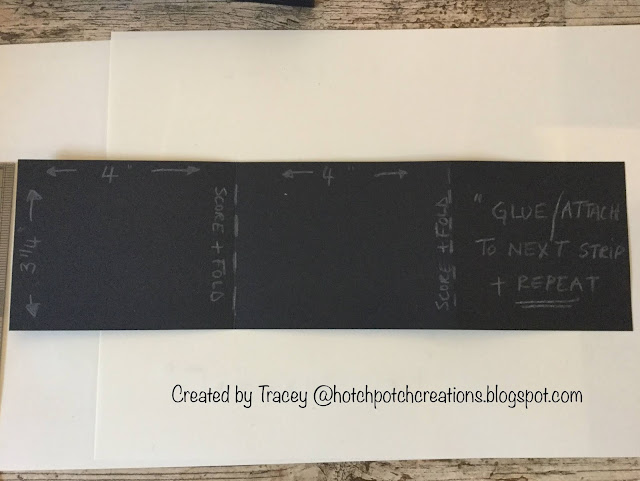 4"
4"
3 1/4"
SCORE + FOLD
SCORE + FOLD
" GLUE / ATTACH
TO NEXT STRIP
+ REPEAT
Created by Tracey @hotchpotchcreations.blogspot.com